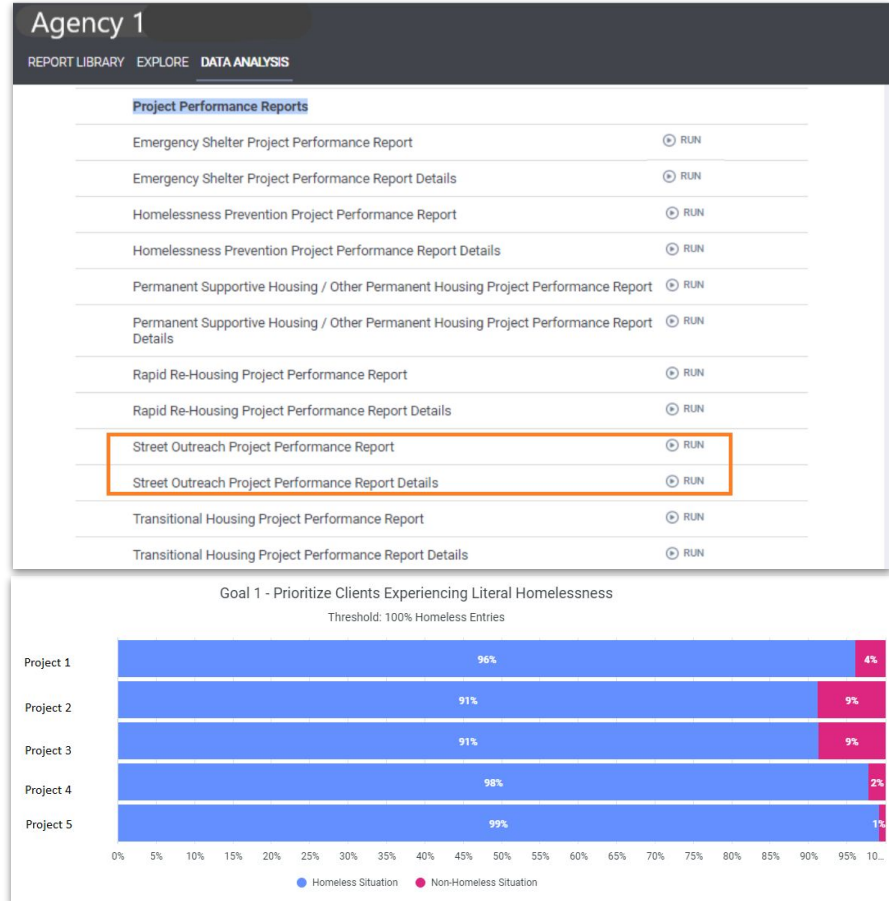 Agency 1
REPORT LIBRARY EXPLORE DATA ANALYSIS
Project Performance Reports
Emergency Shelter Project Performance Report RUN
Emergency Shelter Project Performance Report Details RUN
Homelessness Prevention Project Performance Report RUN
Homelessness Prevention Project Performance Report Details RUN
Permanent Supportive Housing / Other Permanent Housing Project Performance Report RUN
Permanent Supportive Housing / Other Permanent Housing Project Performance Report RUN
Details
Rapid Re-Housing Project Performance Report RUN
Rapid Re-Housing Project Performance Report Details RUN
Street Outreach Project Performance Report RUN
Street Outreach Project Performance Report Details RUN
Transitional Housing Project Performance Report RUN
Transitional Housing Project Performance Report Details RUN
Goal 1 - Prioritize Clients Experiencing Literal Homelessness
Threshold: 100% Homeless Entries
Project 1 96% 4%
Project 2 91% 9%
Project 3 91% 9%
Project 4 98% 2%
Project 5 99% 1%
0% 5% 10% 15% 20% 25% 30% 35% 40% 45% 50% 55% 60% 65% 70% 75% 80% 85% 90% 95% 10...
Homeless Situation Non-Homeless Situation